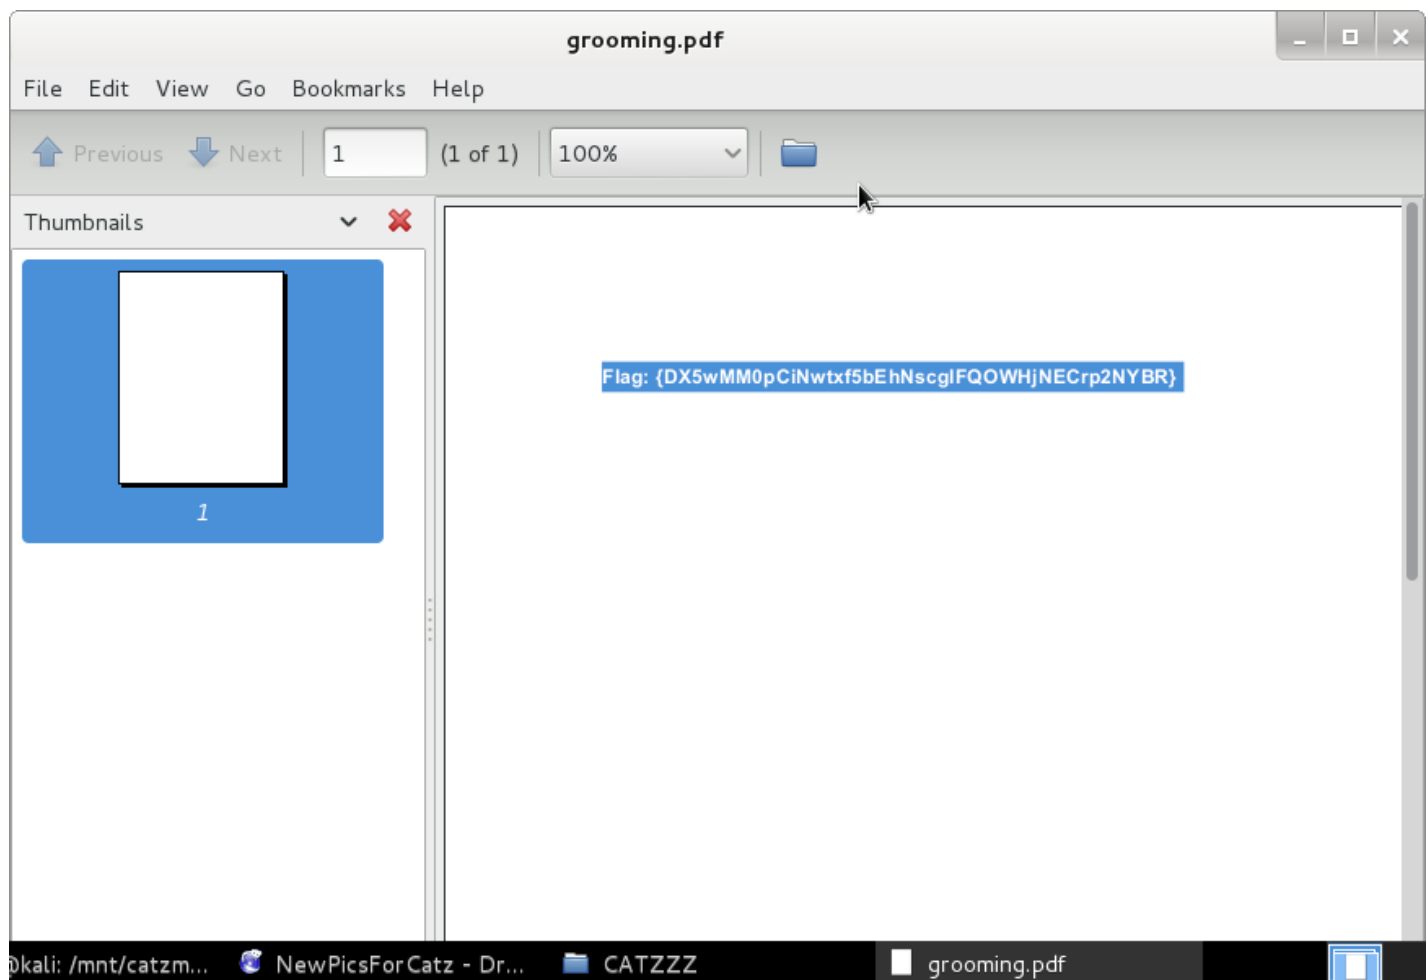 grooming.pdf
File Edit View Go Bookmarks Help
Previous Next 1 (1 of 1) 100%
Thumbnails
Flag: {DX5wMM0pCiNwtxf5bEhNscgIFQOWHjNECrp2NYBR}
1
@kali: /mnt/catzm... NewPicsForCatz - Dr... CATZZZ grooming.pdf